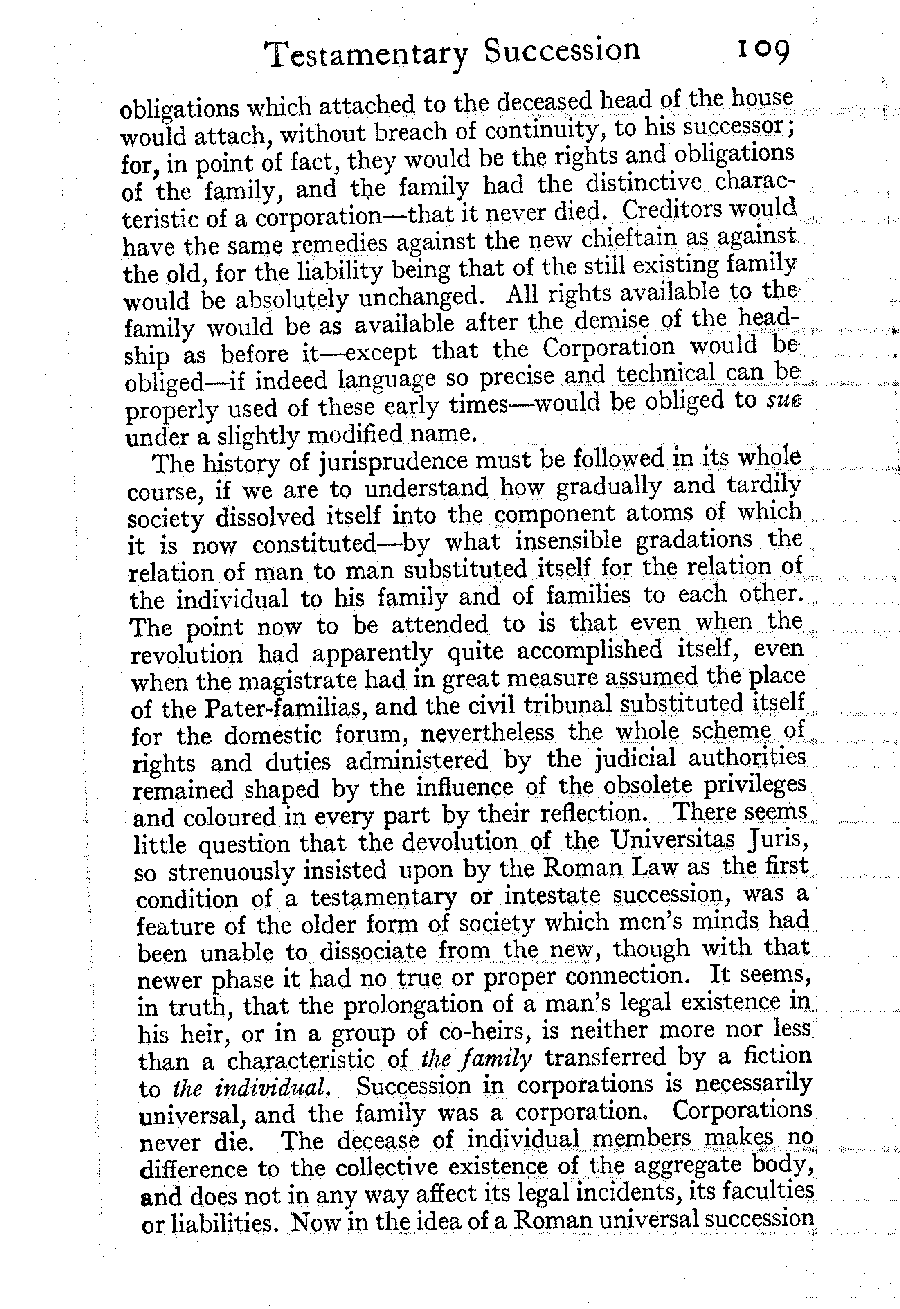 Testamentary Succession 109
obligations which attached to the deceased head of the house
would attach, without breach of continuity, to his successor;
for, in point of fact, they would be the rights and obligations
of the family, and the family had the distinctive charac-
teristic of a corporation—that it never died. Creditors would
have the same remedies against the new chieftain as against
the old, for the liability being that of the still existing family
would be absolutely unchanged. All rights available to the
family would be as available after the demise of the head-
ship as before it—except that the Corporation would be
obliged—if indeed language so precise and technical can be
properly used of these early times—would be obliged to sue
under a slightly modified name.
The history of jurisprudence must be followed in its whole
course, if we are to understand how gradually and tardily
society dissolved itself into the component atoms of which
it is now constituted—by what insensible gradations the
relation of man to man substituted itself for the relation of
the individual to his family and of families to each other.
The point now to be attended to is that even when the
revolution had apparently quite accomplished itself, even
when the magistrate had in great measure assumed the place
of the Pater-familias, and the civil tribunal substituted itself
for the domestic forum, nevertheless the whole scheme of
rights and duties administered by the judicial authorities
remained shaped by the influence of the obsolete privileges
and coloured in every part by their reflection. There seems
little question that the devolution of the Universitas Juris,
so strenuously insisted upon by the Roman Law as the first
condition of a testamentary or intestate succession, was a
feature of the older form of society which men's minds had
been unable to dissociate from the new, though with that
newer phase it had no true or proper connection. It seems,
in truth, that the prolongation of a man's legal existence in
his heir, or in a group of co-heirs, is neither more nor less
than a characteristic of the family transferred by a fiction
to the individual. Succession in corporations is necessarily
universal, and the family was a corporation. Corporations
never die. The decease of individual members makes no
difference to the collective existence of the aggregate body,
and does not in any way affect its legal incidents, its faculties
or liabilities. Now in the idea of a Roman universal succession